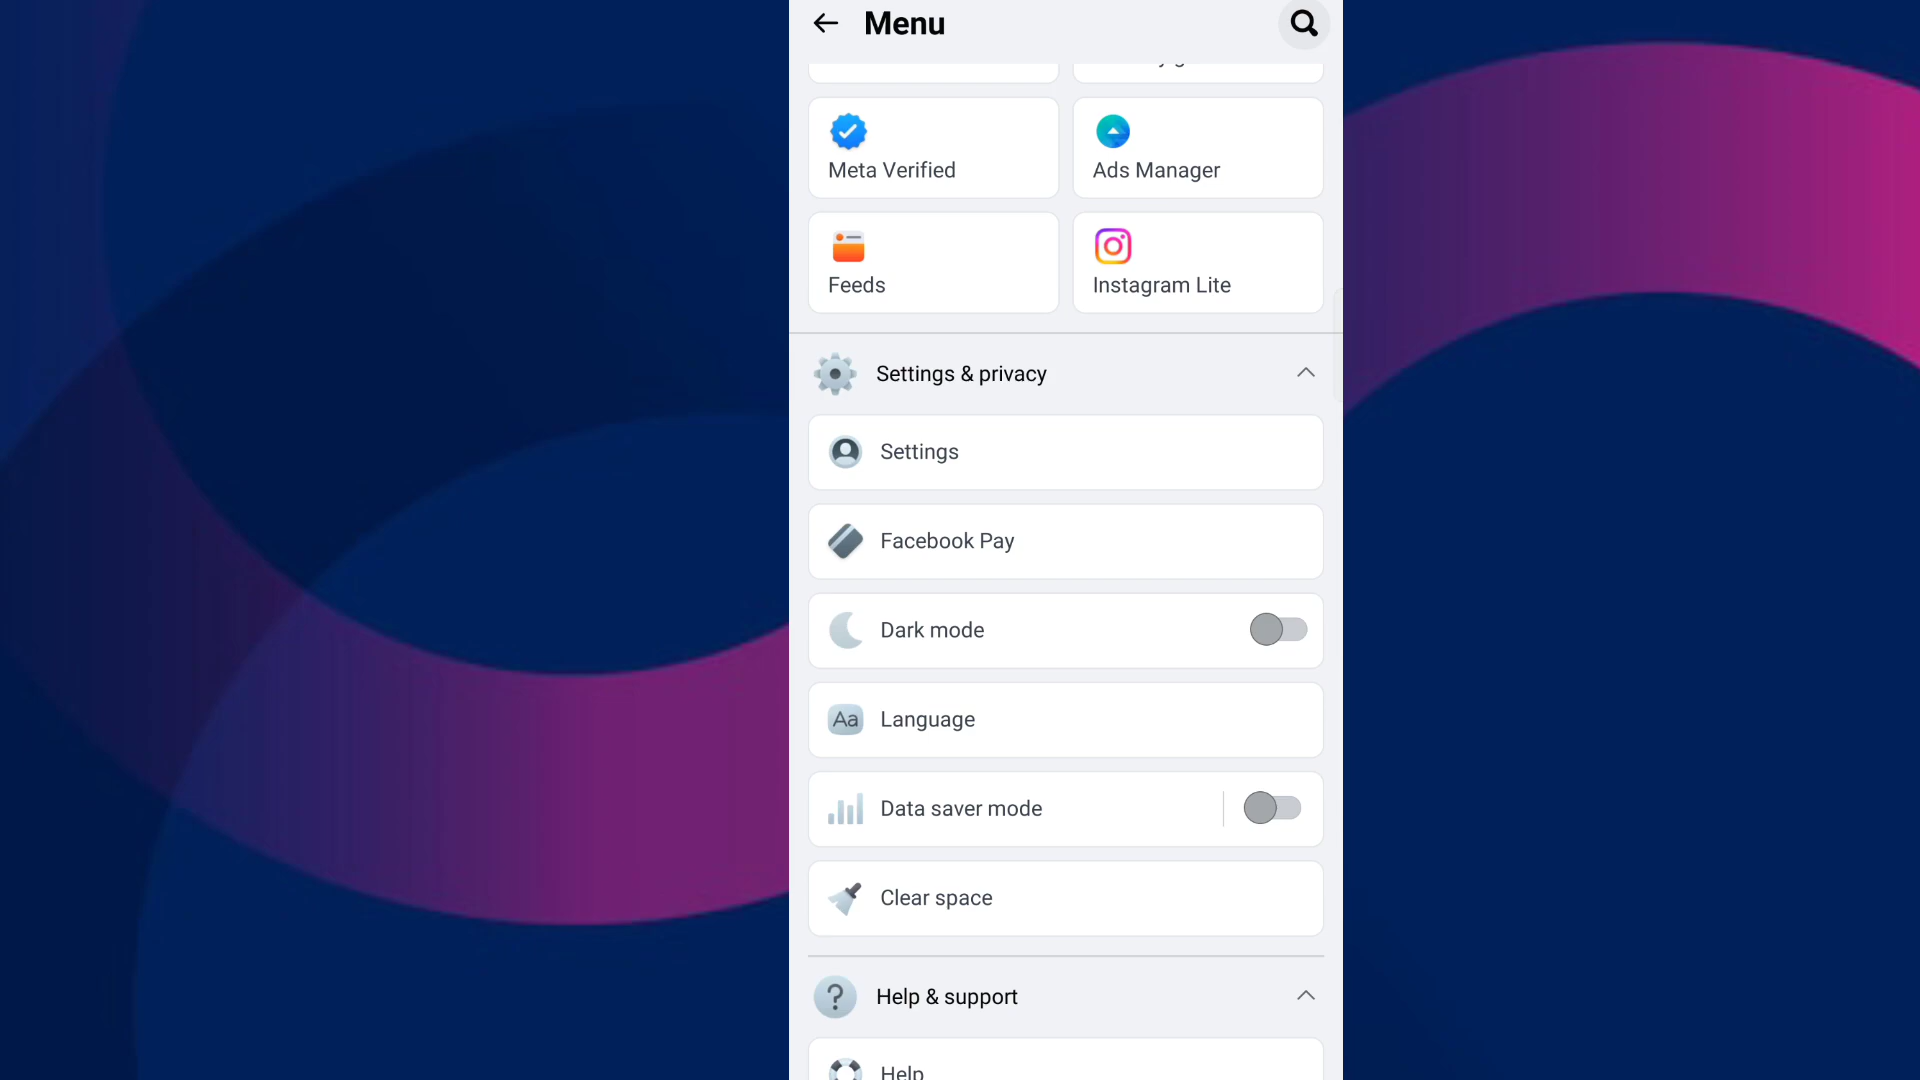 Menu
Meta Verified
Ads Manager
Feeds
Instagram Lite
Settings & privacy
Settings
Facebook Pay
Dark mode
Aa
Language
Data saver mode
Clear space
?
Help & support
Help